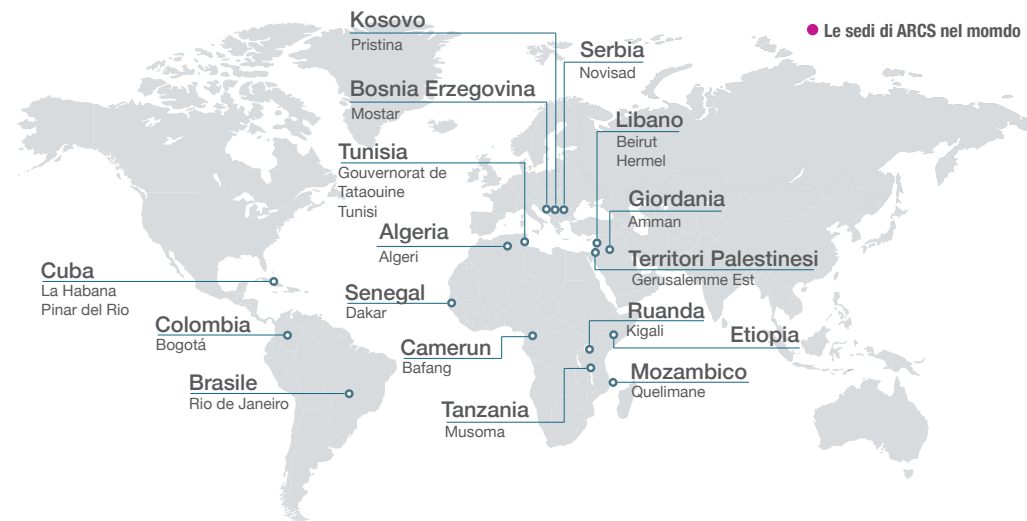 Kosovo
Pristina
Le sedi di ARCS nel momdo
Serbia
Novisad
Bosnia Erzegovina
Mostar
Libano
Beirut
Hermel
Tunisia
Gouvernorat de
Tataouine
Tunisi
Giordania
Amman
Algeria
Algeri
Territori Palestinesi
Gerusalemme Est
Cuba
La Habana
Pinar del Rio
Senegal
Dakar
Ruanda
Kigali
Etiopia
Colombia
Bogotá
Camerun
Bafang
Mozambico
Quelimane
Brasile
Rio de Janeiro
Tanzania
Musoma